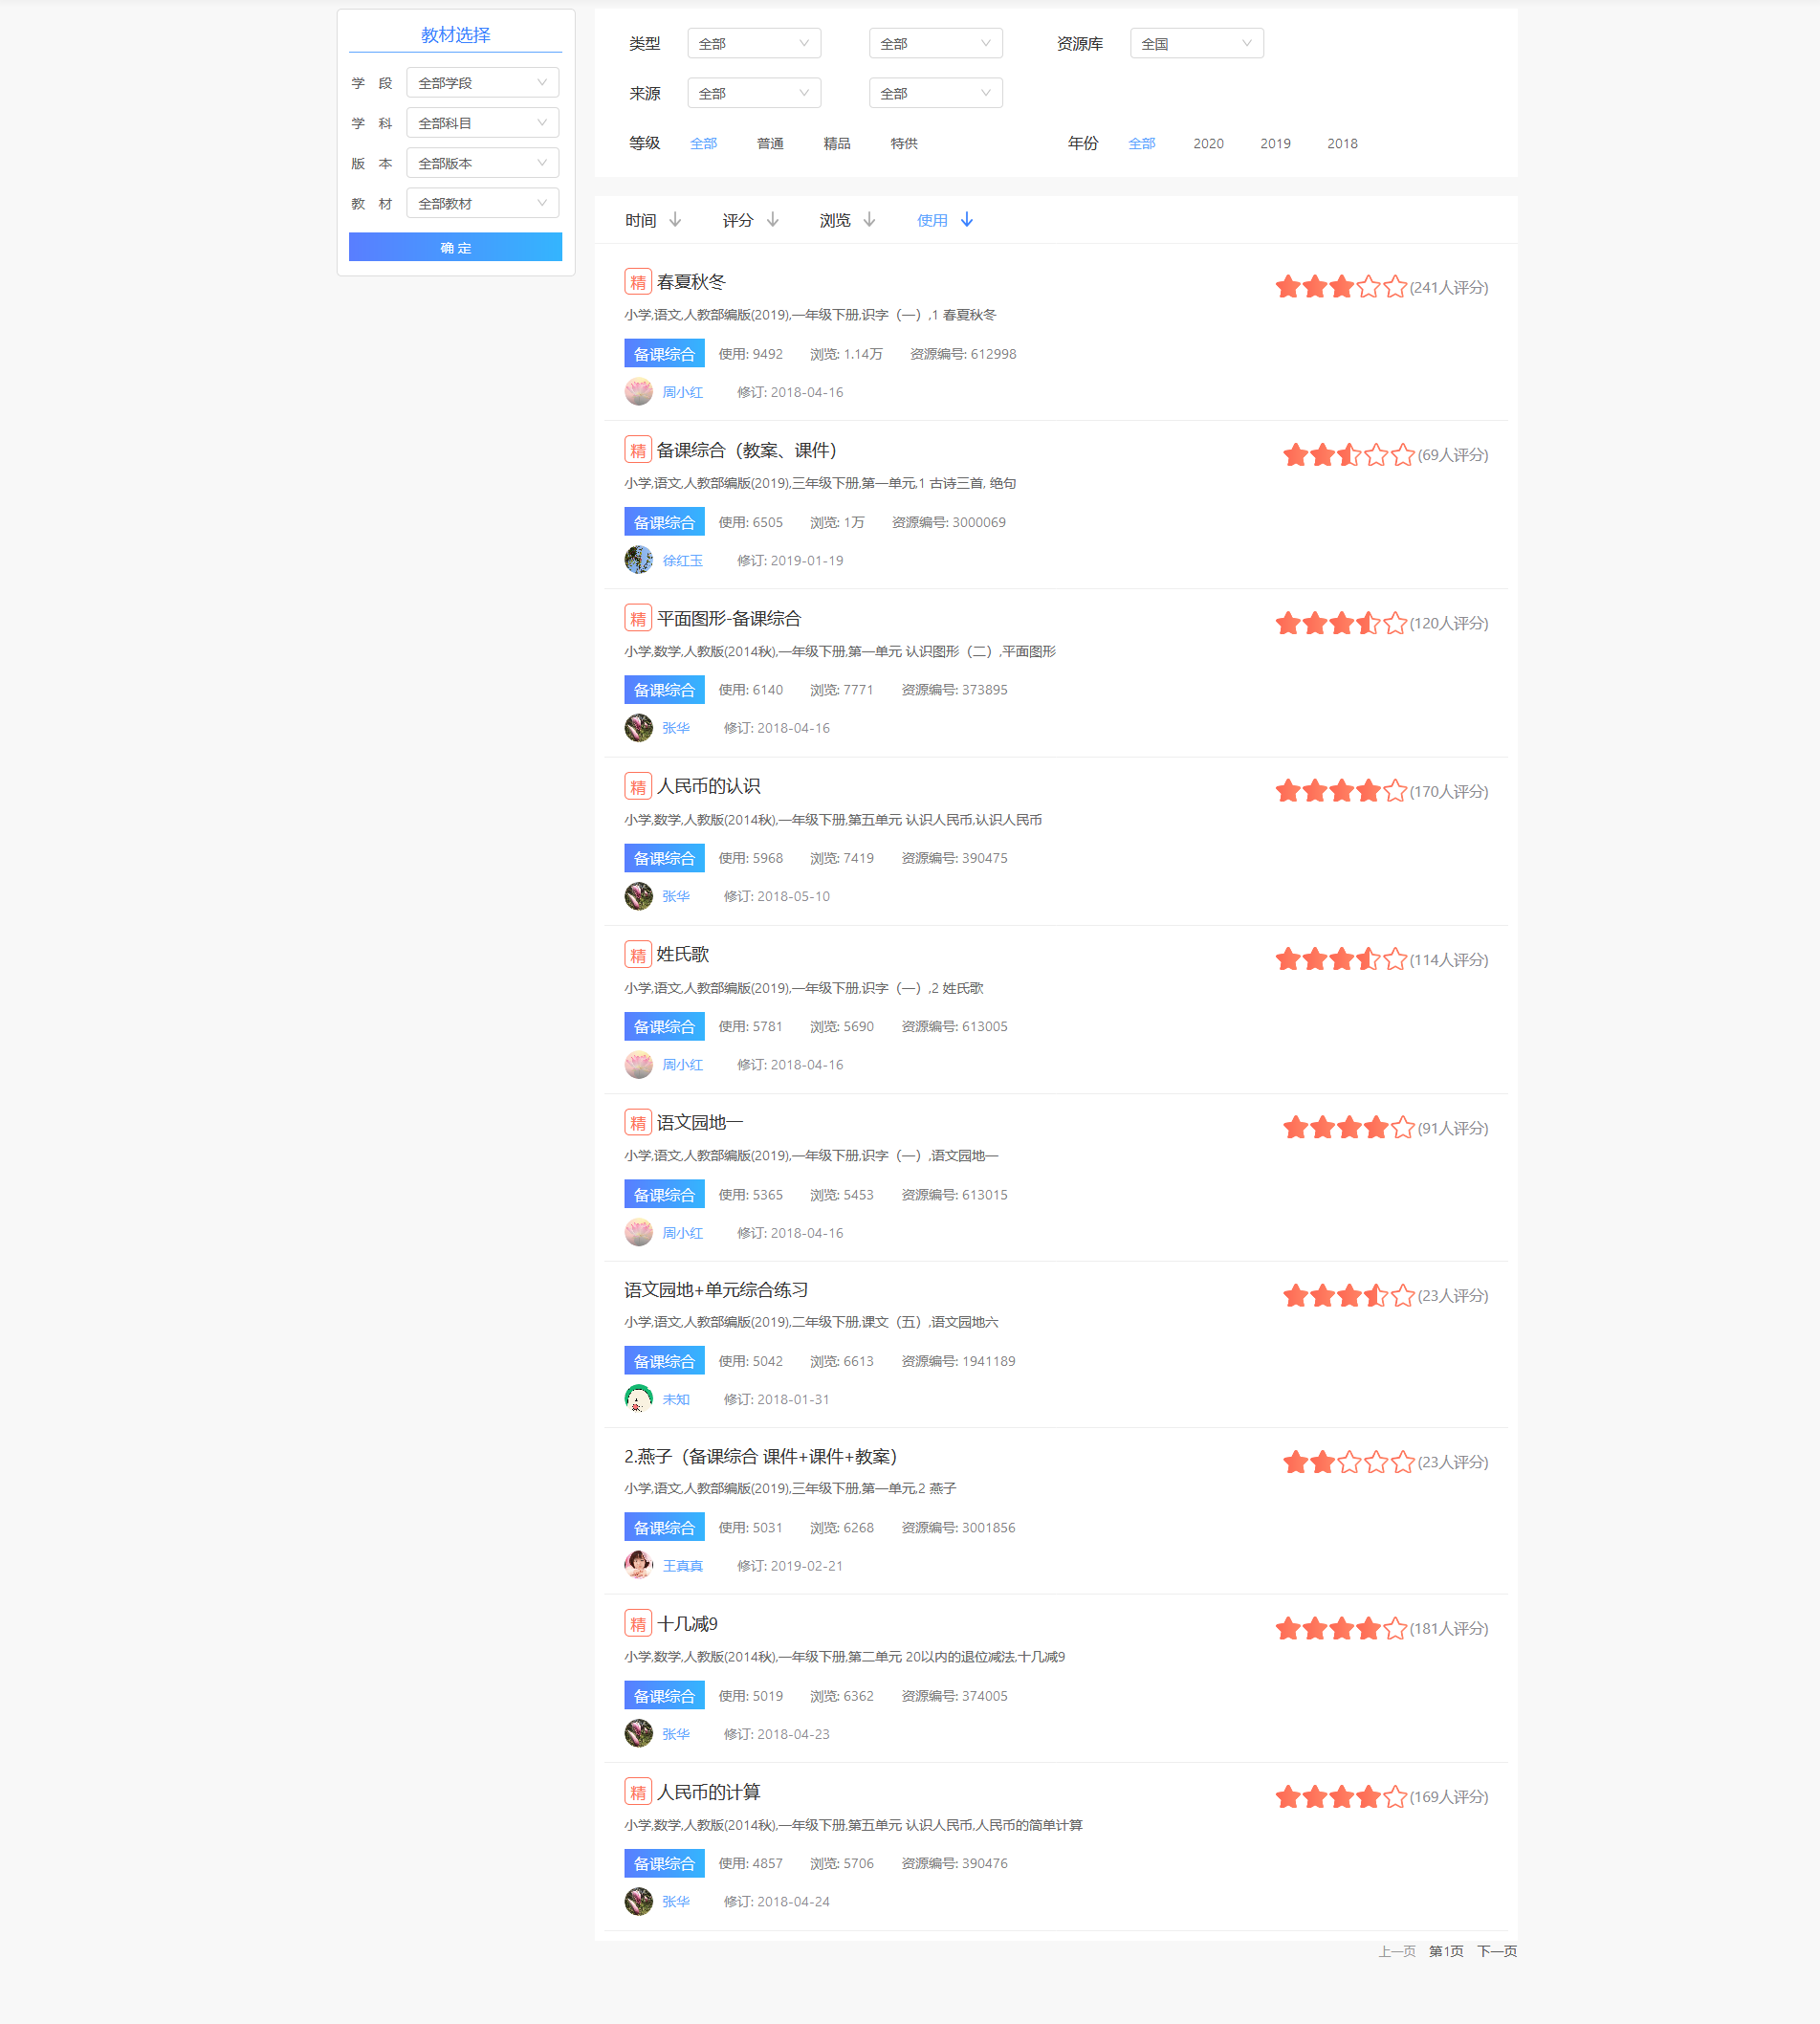 教材选择
学 段 全部学段
学 科 全部科目
版 本 全部版本
教 材 全部教材
确 定
类型 全部 全部 资源库 全国
来源 全部 全部
等级 全部 普通 精品 特供 年份 全部 2020 2019 2018
时间 评分 浏览 使用
精 春夏秋冬 (241人评分)
小学,语文,人教部编版(2019),一年级下册,识字（一）,1 春夏秋冬
备课综合 使用: 9492 浏览: 1.14万 资源编号: 612998
周小红 修订: 2018-04-16
精 备课综合（教案、课件） (69人评分)
小学,语文,人教部编版(2019),三年级下册,第一单元,1 古诗三首, 绝句
备课综合 使用: 6505 浏览: 1万 资源编号: 3000069
徐红玉 修订: 2019-01-19
精 平面图形-备课综合 (120人评分)
小学,数学,人教版(2014秋),一年级下册,第一单元 认识图形（二）,平面图形
备课综合 使用: 6140 浏览: 7771 资源编号: 373895
张华 修订: 2018-04-16
精 人民币的认识 (170人评分)
小学,数学,人教版(2014秋),一年级下册,第五单元 认识人民币,认识人民币
备课综合 使用: 5968 浏览: 7419 资源编号: 390475
张华 修订: 2018-05-10
精 姓氏歌 (114人评分)
小学,语文,人教部编版(2019),一年级下册,识字（一）,2 姓氏歌
备课综合 使用: 5781 浏览: 5690 资源编号: 613005
周小红 修订: 2018-04-16
精 语文园地一 (91人评分)
小学,语文,人教部编版(2019),一年级下册,识字（一）,语文园地一
备课综合 使用: 5365 浏览: 5453 资源编号: 613015
周小红 修订: 2018-04-16
语文园地+单元综合练习 (23人评分)
小学,语文,人教部编版(2019),二年级下册,课文（五）,语文园地六
备课综合 使用: 5042 浏览: 6613 资源编号: 1941189
未知 修订: 2018-01-31
2.燕子（备课综合 课件+课件+教案） (23人评分)
小学,语文,人教部编版(2019),三年级下册,第一单元,2 燕子
备课综合 使用: 5031 浏览: 6268 资源编号: 3001856
王真真 修订: 2019-02-21
精 十几减9 (181人评分)
小学,数学,人教版(2014秋),一年级下册,第二单元 20以内的退位减法,十几减9
备课综合 使用: 5019 浏览: 6362 资源编号: 374005
张华 修订: 2018-04-23
精 人民币的计算 (169人评分)
小学,数学,人教版(2014秋),一年级下册,第五单元 认识人民币,人民币的简单计算
备课综合 使用: 4857 浏览: 5706 资源编号: 390476
张华 修订: 2018-04-24
上一页 第1页 下一页